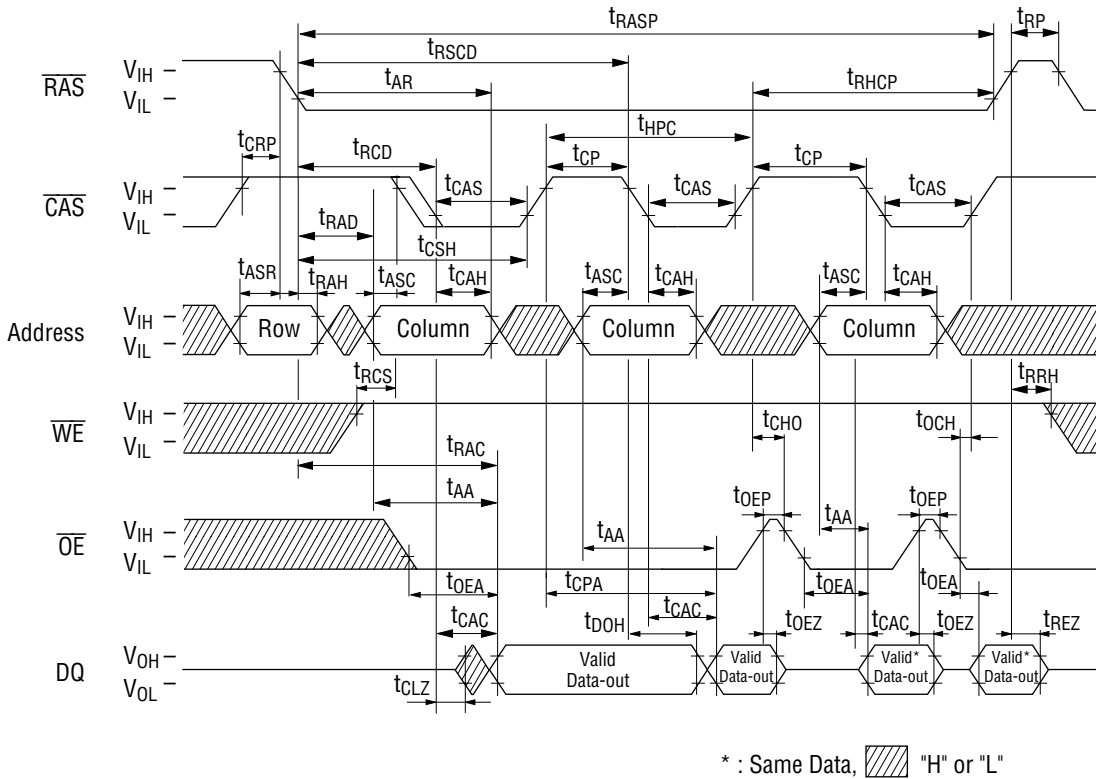 tRASP tRP
tRSCD
RAS VIH tAR tRHCP
VIL
tHPC
tCRP tRCD tCP tCP
CAS VIH tCAS tCAS tCAS
VIL tRAD
tCSH
tASR tRAH tASC tCAH tASC tCAH tASC tCAH
Address VIH Row Column Column Column
VIL
tRCS tRRH
WE VIH tCHO tOCH
VIL tRAC
tAA tOEP tOEP
OE VIH tAA tAA
VIL tOEA tCPA tOEA tOEA
tCAC tDOH tCAC tOEZ tCAC tOEZ tREZ
DQ VOH Valid Data-out Valid Data-out Valid* Data-out Valid* Data-out
VOL tCLZ
* : Same Data, "H" or "L"